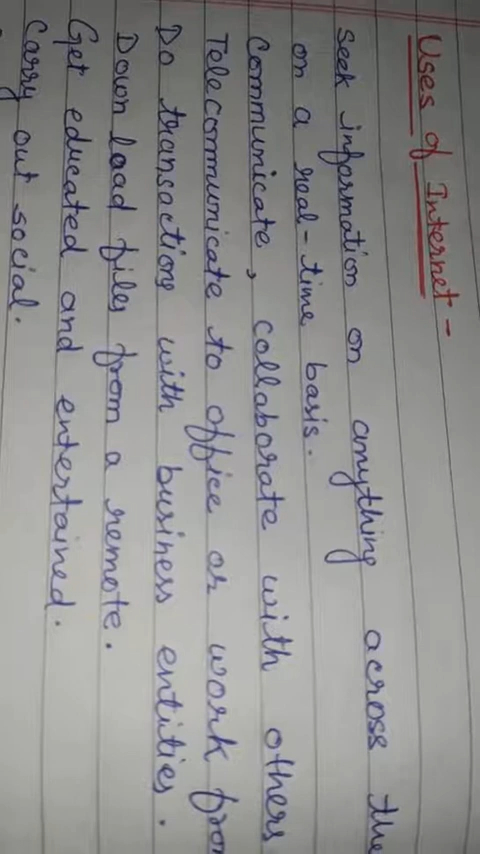 Uses of Internet -
Seek information on anything across the
on a real-time basis.
Communicate, collaborate with others
Telecommunicate to office or work from
Do transactions with business entities.
Down load files from a remote.
Get educated and entertained.
Carry out social.